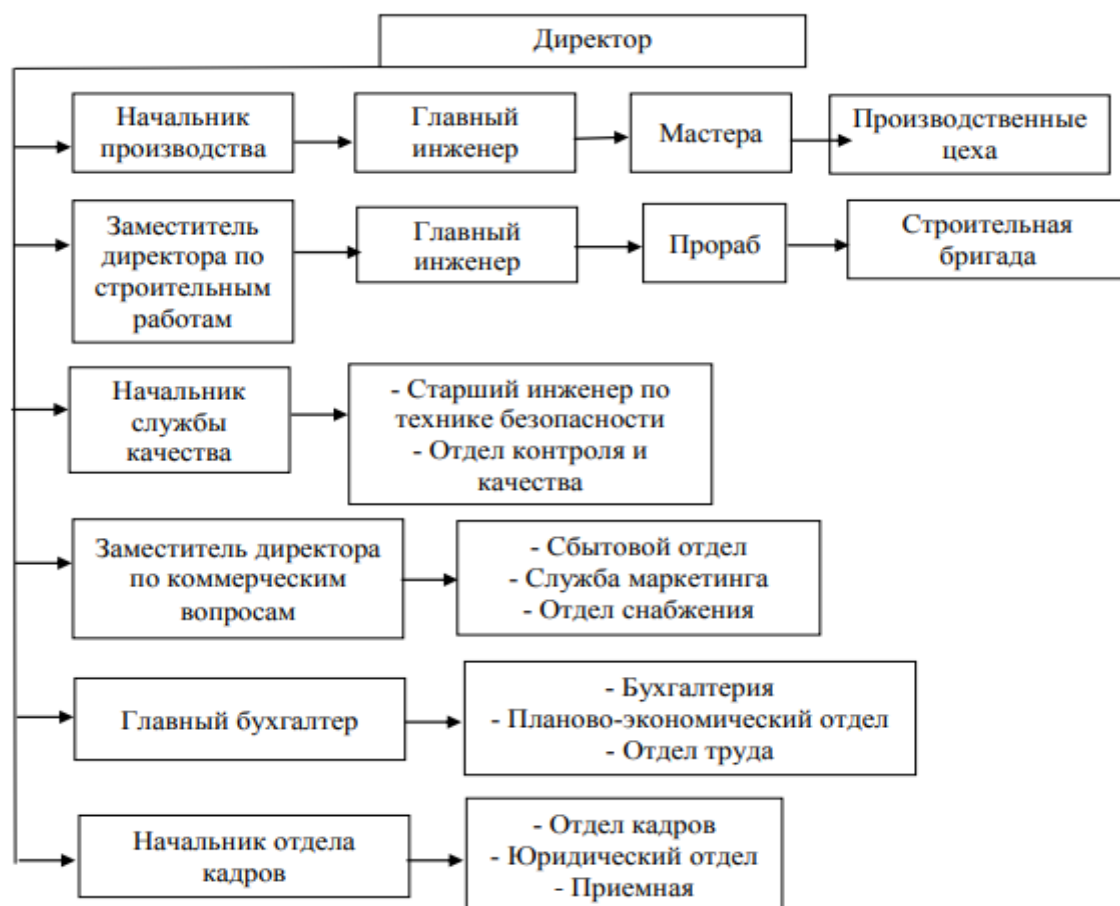 Директор
Начальник
производства
Главный
инженер
Мастера
Производственные
цеха
Заместитель
директора по
строительным
работам
Главный
инженер
Прораб
Строительная
бригада
Начальник
службы
качества
- Старший инженер по
технике безопасности
- Отдел контроля и
качества
Заместитель директора
по коммерческим
вопросам
- Сбытовой отдел
- Служба маркетинга
- Отдел снабжения
Главный бухгалтер
- Бухгалтерия
- Планово-экономический отдел
- Отдел труда
Начальник отдела
кадров
- Отдел кадров
- Юридический отдел
- Приемная